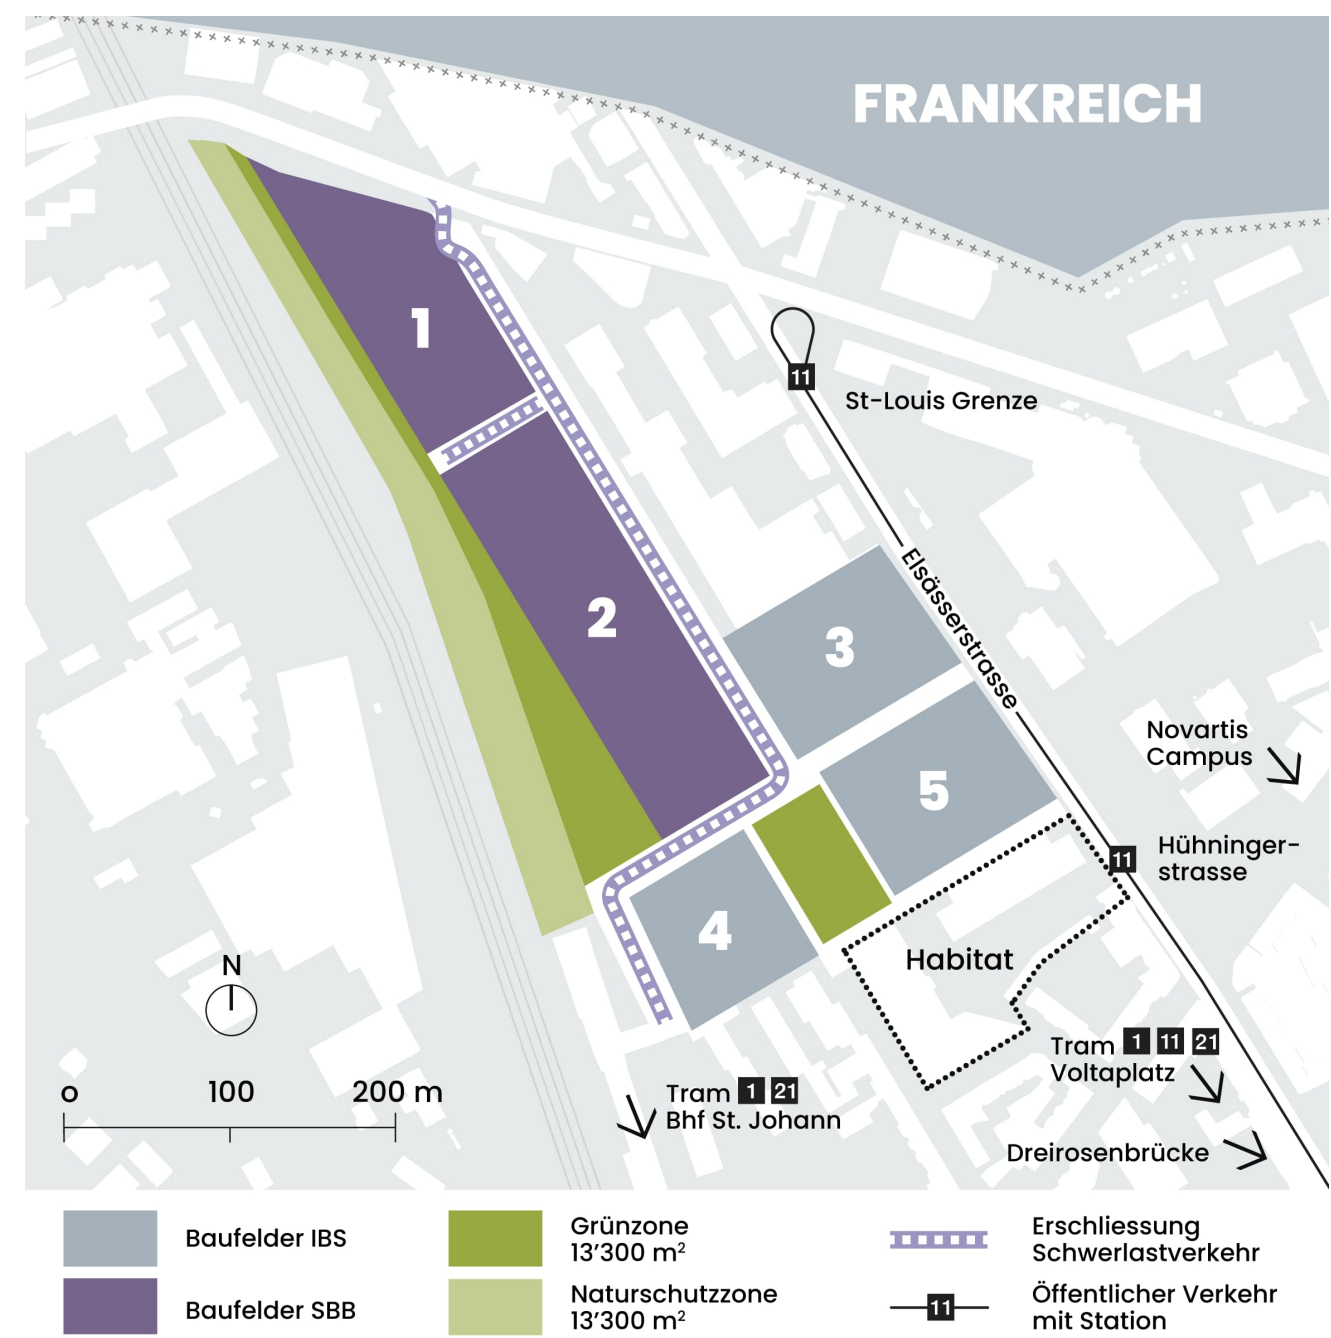 FRANKREICH
1
11
St-Louis Grenze
Elsässerstrasse
2
3
Novartis
Campus
5
11
Hühninger-
strasse
4
Habitat
N
Tram 1 11 21
Voltaplatz
0 100 200 m
Tram 1 21
Bhf St. Johann
Dreirosenbrücke
Baufelder IBS
Grünzone
13’300 m²
Erschliessung
Schwerlastverkehr
Baufelder SBB
Naturschutzzone
13’300 m²
11
Öffentlicher Verkehr
mit Station